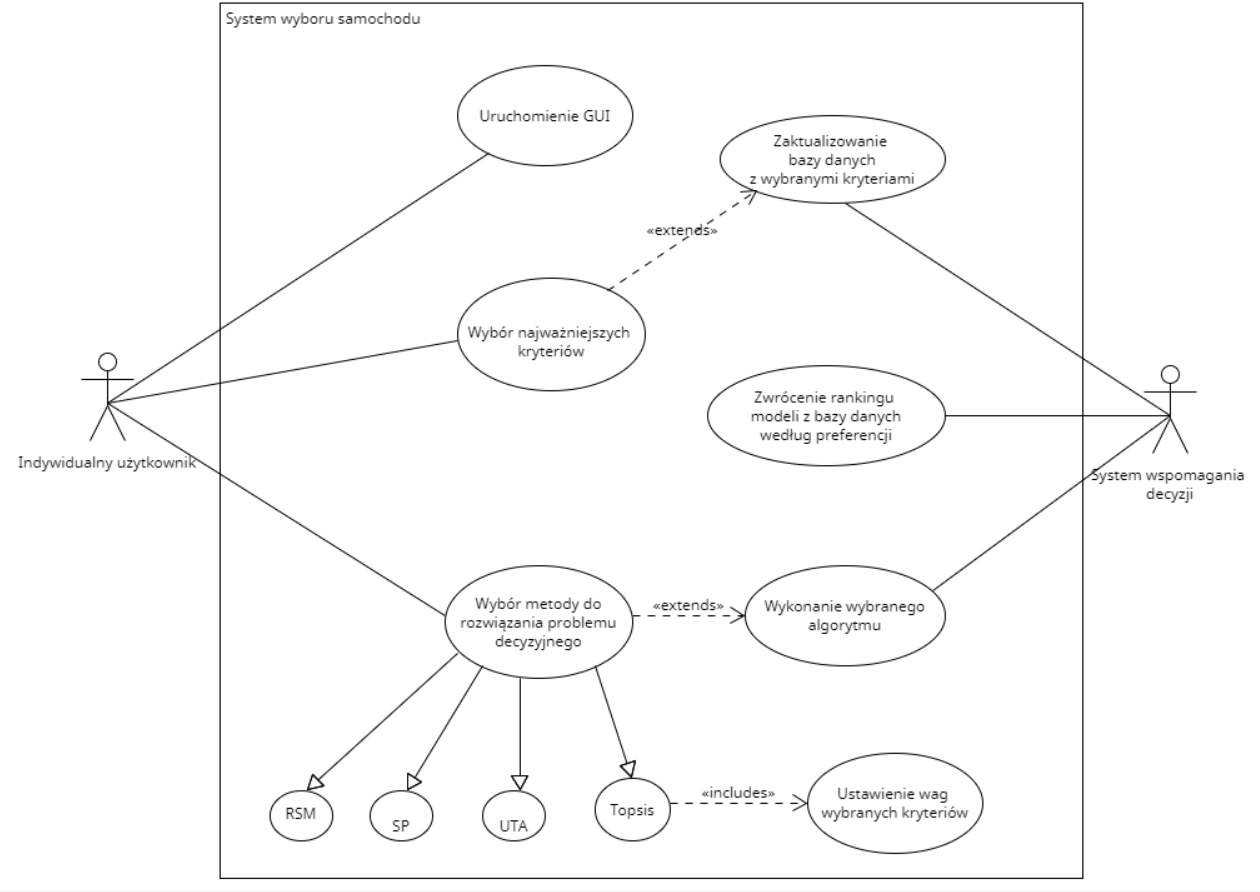 System wyboru samochodu
Uruchomienie GUI
Zaktualizowanie
bazy danych
z wybranymi kryteriami
«extends»
Wybór najważniejszych
kryteriów
Zwrócenie rankingu
modeli z bazy danych
według preferencji
Indywidualny użytkownik
System wspomagania
decyzji
Wybór metody do
rozwiązania problemu
decyzyjnego
«extends»
Wykonanie wybranego
algorytmu
RSM
SP
UTA
Topsis
«includes»
Ustawienie wag
wybranych kryteriów